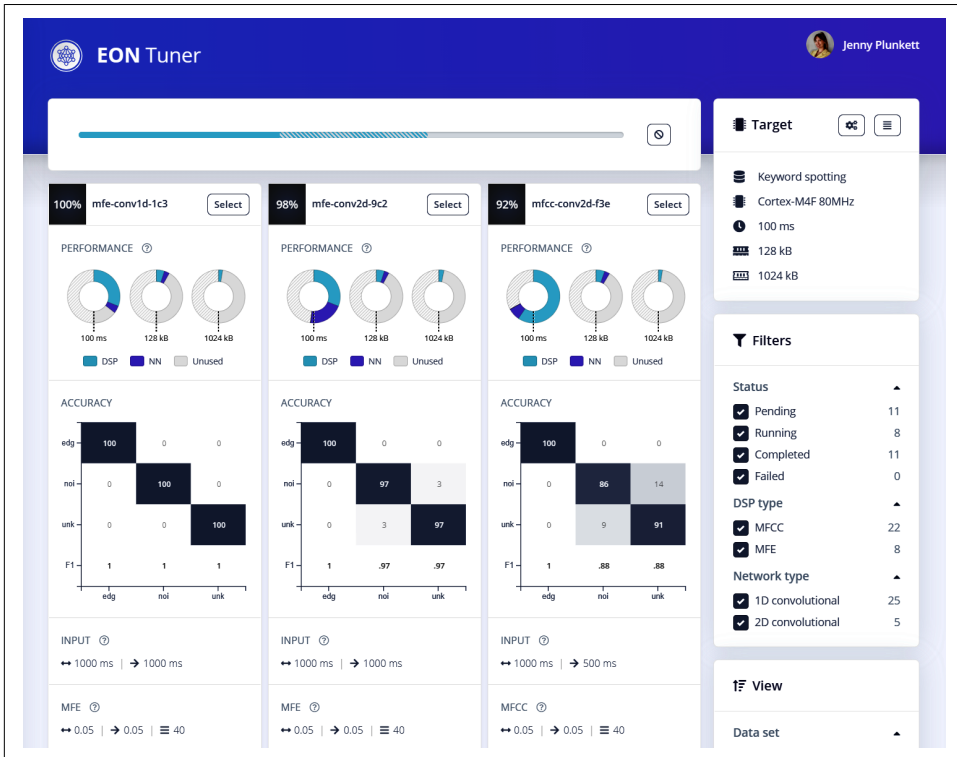 EON Tuner
Jenny Plunkett
100% mfe-conv1d-1c3 Select
PERFORMANCE
100 ms 128 kB 1024 kB
DSP NN Unused
ACCURACY
edg 100 0 0
noi 0 100 0
unk 0 0 100
F1 1 1 1
edg noi unk
INPUT
1000 ms | 1000 ms
MFE
0.05 | 0.05 | 40
98% mfe-conv2d-9c2 Select
PERFORMANCE
100 ms 128 kB 1024 kB
DSP NN Unused
ACCURACY
edg 100 0 0
noi 0 97 3
unk 0 3 97
F1 1 .97 .97
edg noi unk
INPUT
1000 ms | 1000 ms
MFE
0.05 | 0.05 | 40
92% mfcc-conv2d-f3e Select
PERFORMANCE
100 ms 128 kB 1024 kB
DSP NN Unused
ACCURACY
edg 100 0 0
noi 0 86 14
unk 0 9 91
F1 1 .88 .88
edg noi unk
INPUT
1000 ms | 500 ms
MFCC
0.05 | 0.05 | 40
Target
Keyword spotting
Cortex-M4F 80MHz
100 ms
128 kB
1024 kB
Filters
Status
Pending 11
Running 8
Completed 11
Failed 0
DSP type
MFCC 22
MFE 8
Network type
1D convolutional 25
2D convolutional 5
View
Data set